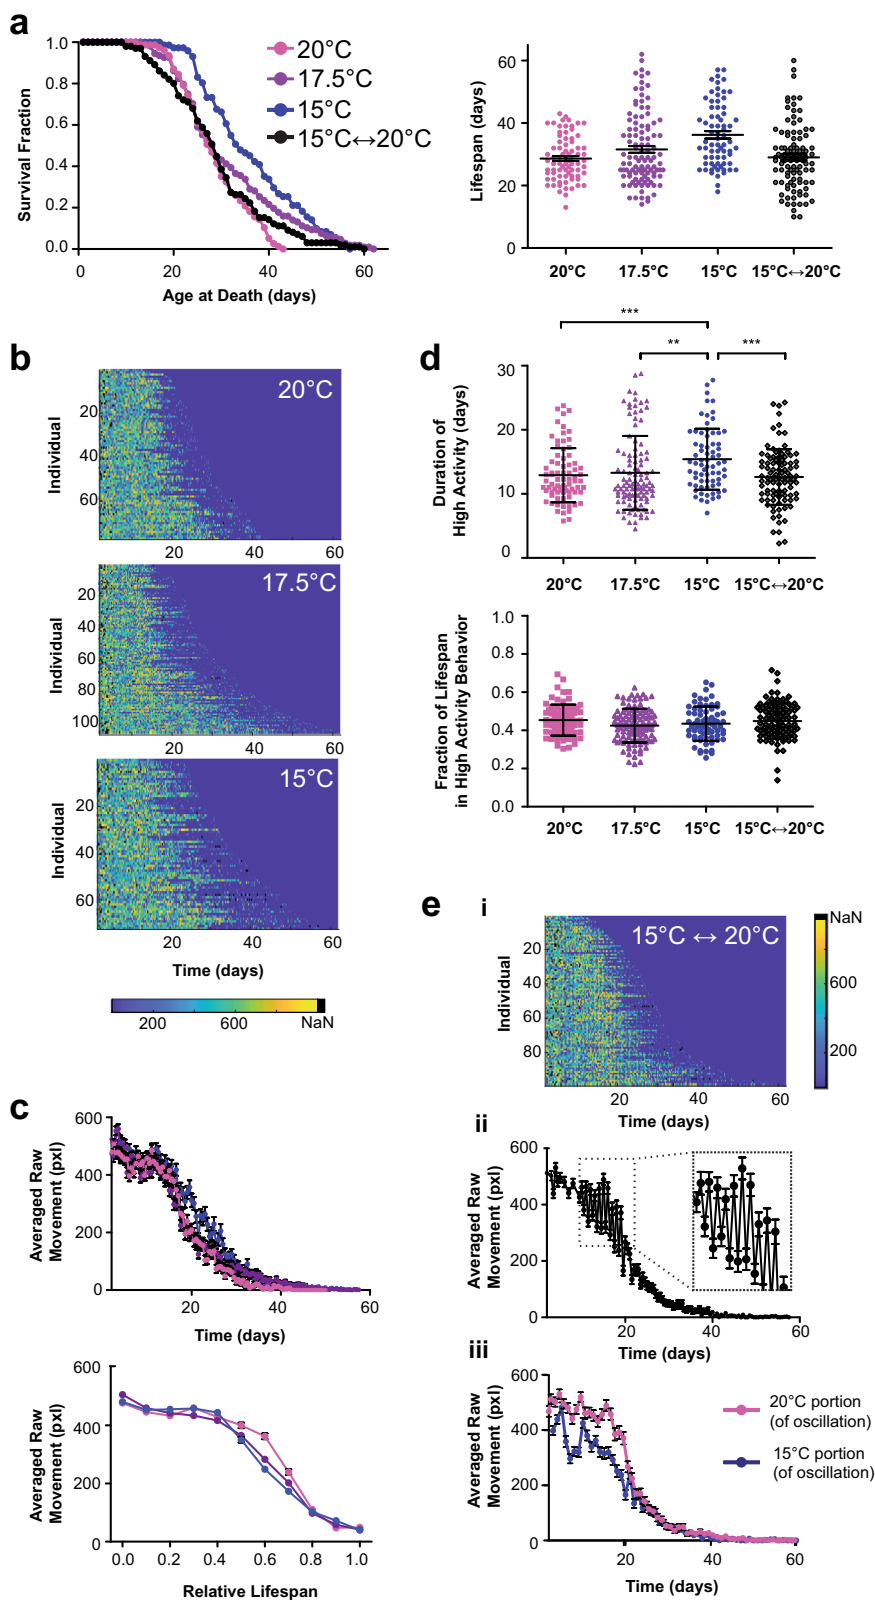 a
1.0
0.8
0.6
0.4
0.2
0.0
Survival Fraction
0
20
40
60
Age at Death (days)
20°C
17.5°C
15°C
15°C↔20°C
60
40
20
0
Lifespan (days)
20°C
17.5°C
15°C
15°C↔20°C
b
20°C
Individual
20
40
60
20
40
60
17.5°C
Individual
20
40
60
80
100
20
40
60
15°C
Individual
20
40
60
20
40
60
Time (days)
200
600
NaN
c
600
400
200
0
Averaged Raw
Movement (pxl)
20
40
60
Time (days)
600
400
200
0
Averaged Raw
Movement (pxl)
0.0
0.2
0.4
0.6
0.8
1.0
Relative Lifespan
d
***
**
***
30
20
10
0
Duration of
High Activity (days)
20°C
17.5°C
15°C
15°C↔20°C
1.0
0.8
0.6
0.4
0.2
0.0
Fraction of Lifespan
in High Activity Behavior
20°C
17.5°C
15°C
15°C↔20°C
e
i
15°C ↔ 20°C
Individual
20
40
60
80
20
40
60
Time (days)
NaN
600
200
ii
600
400
200
0
Averaged Raw
Movement (pxl)
20
40
60
Time (days)
iii
600
400
200
0
Averaged Raw
Movement (pxl)
20
40
60
Time (days)
20°C portion
(of oscillation)
15°C portion
(of oscillation)